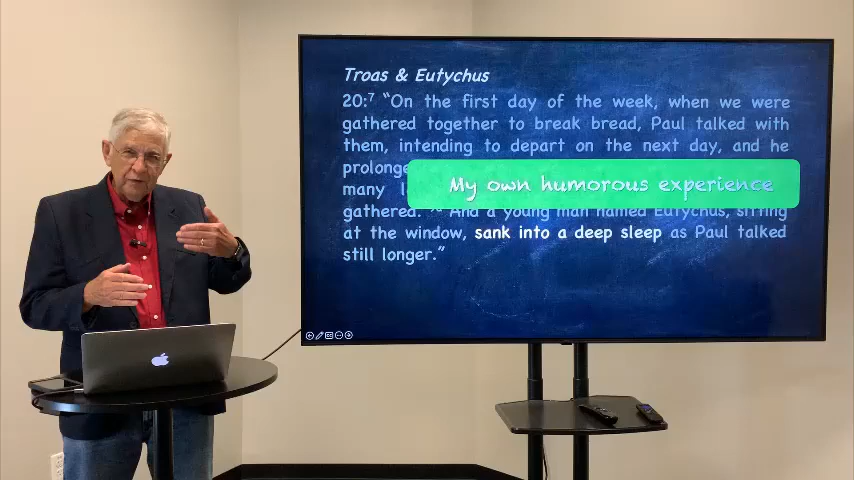 Troas & Eutychus
20:7 “On the first day of the week, when we were
gathered together to break bread, Paul talked with
them, intending to depart on the next day, and he
prolonge
My own humorous experience
many l
gathered. And a young man named Eutychus, sitting
at the window, sank into a deep sleep as Paul talked
still longer.”